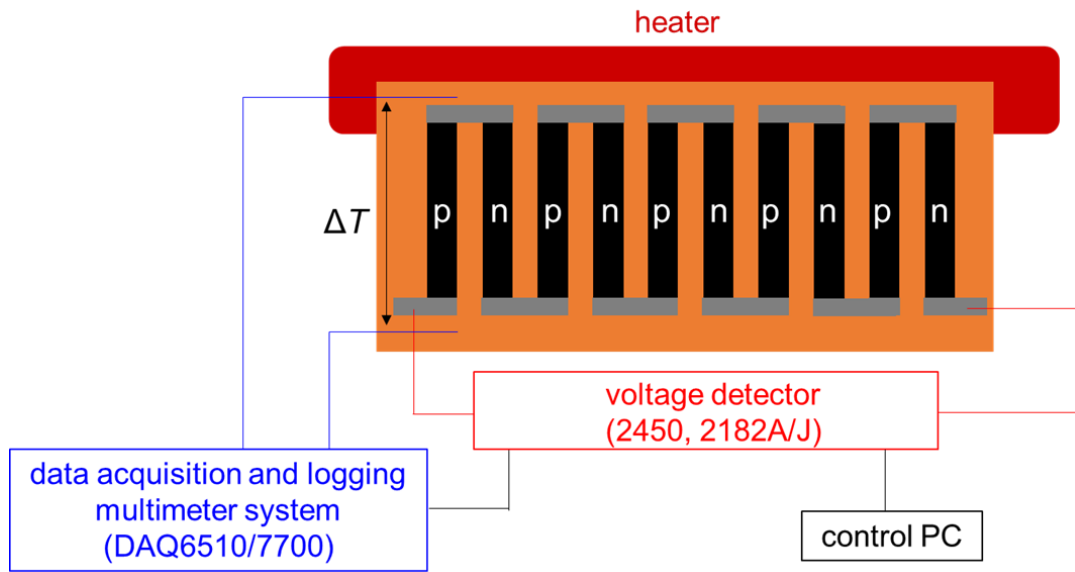 heater
ΔT
p n p n p n p n p n
voltage detector
(2450, 2182A/J)
data acquisition and logging
multimeter system
(DAQ6510/7700)
control PC